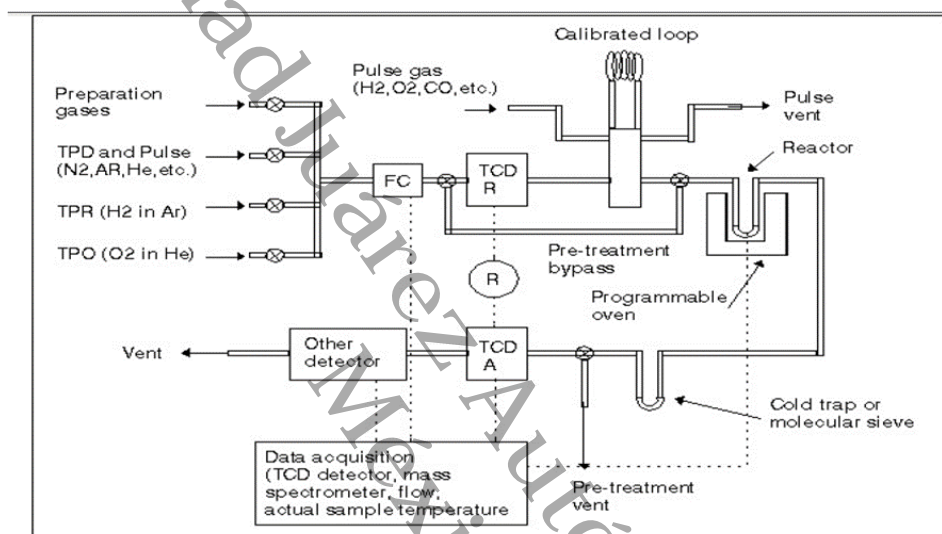 Calibrated loop
Pulse gas
(H2,O2,CO,etc.)
Preparation
gases
Pulse
vent
Reactor
TPD and Pulse
(N2,AR,He,etc.)
FC
TCD
R
TPR (H2 in Ar)
TPO (O2 in He)
Pre-treatment
bypass
R
Programmable
oven
Vent
Other
detector
TCD
A
Cold trap or
molecular sieve
Data acquisition
(TCD detector, mass
spectrometer, flow,
actual sample temperature
Pre-treatment
vent
Juárez
Méxi